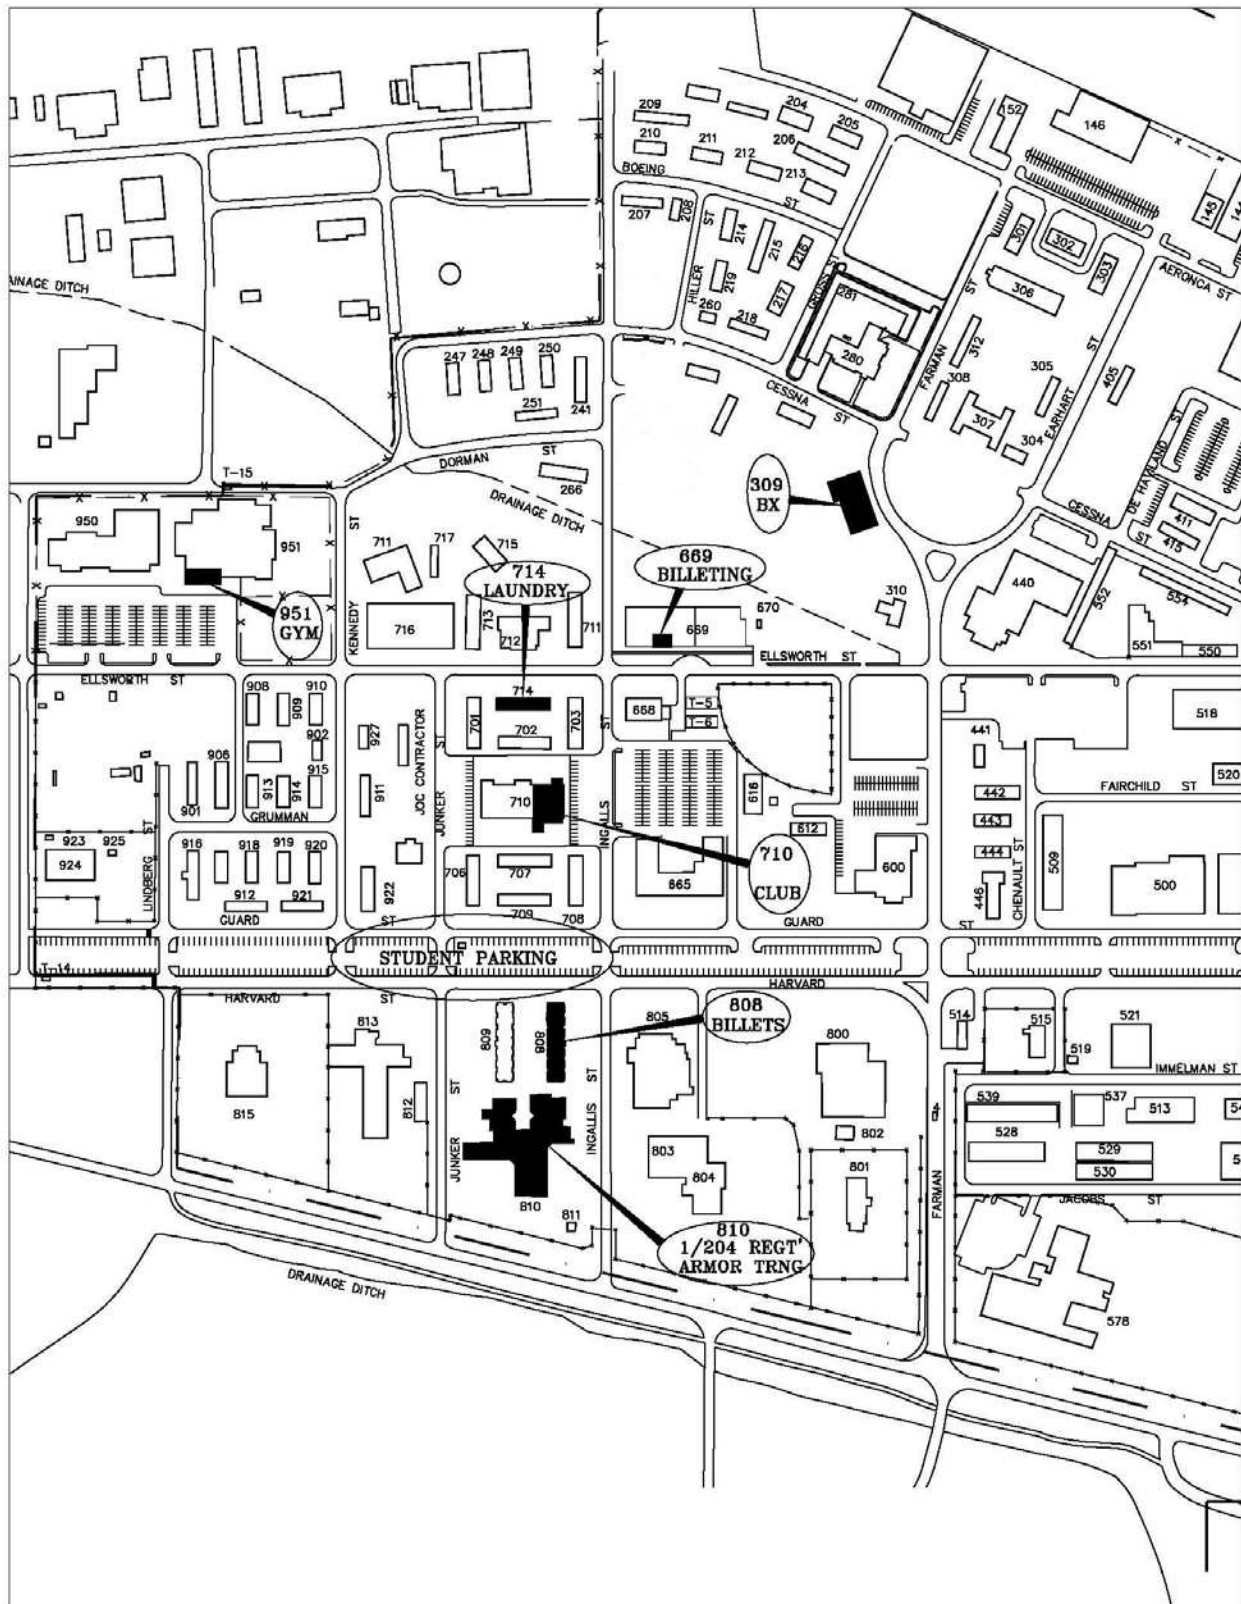 152
146
209
204
205
210
211
206
212
213
BOEING
ST
145
207
208
ST
214
215
216
301
302
303
AERONCA ST
DRAINAGE DITCH
HILLER
219
217
GROSS ST
281
306
260
218
ST
312
280
FARMAN
ST
247
248
249
250
251
241
CESSNA
ST
308
305
307
304
EARHART
405
ST
DORMAN
ST
266
T-15
DRAINAGE DITCH
309
BX
DE HAVILAND
411
415
CESSNA
ST
950
951
ST
711
717
715
714
LAUNDRY
669
BILLETING
440
552
554
951
GYM
KENNEDY
716
713
712
711
669
670
310
551
550
ELLSWORTH ST
ELLSWORTH ST
908
909
910
902
927
JOC CONTRACTOR
714
701
702
703
ST
668
T-5
T-6
518
441
901
906
913
914
915
GRUMMAN
911
ST
JUNKER
710
INGALLS
616
612
FAIRCHILD ST
520
442
443
444
923
925
924
ST
LINDBERG
916
918
919
920
912
921
922
706
707
709
708
665
710
CLUB
600
446
CHENAULT ST
509
500
GUARD
ST
GUARD
ST
STUDENT PARKING
T-14
HARVARD
ST
HARVARD
813
809
808
805
808
BILLETS
800
514
515
519
521
IMMELMAN ST
815
812
ST
JUNKER
ST
INGALLIS
803
804
802
801
539
537
513
528
529
530
FARMAN
JACOBS
ST
810
811
810
1/204 REGT'
ARMOR TRNG
DRAINAGE DITCH
578